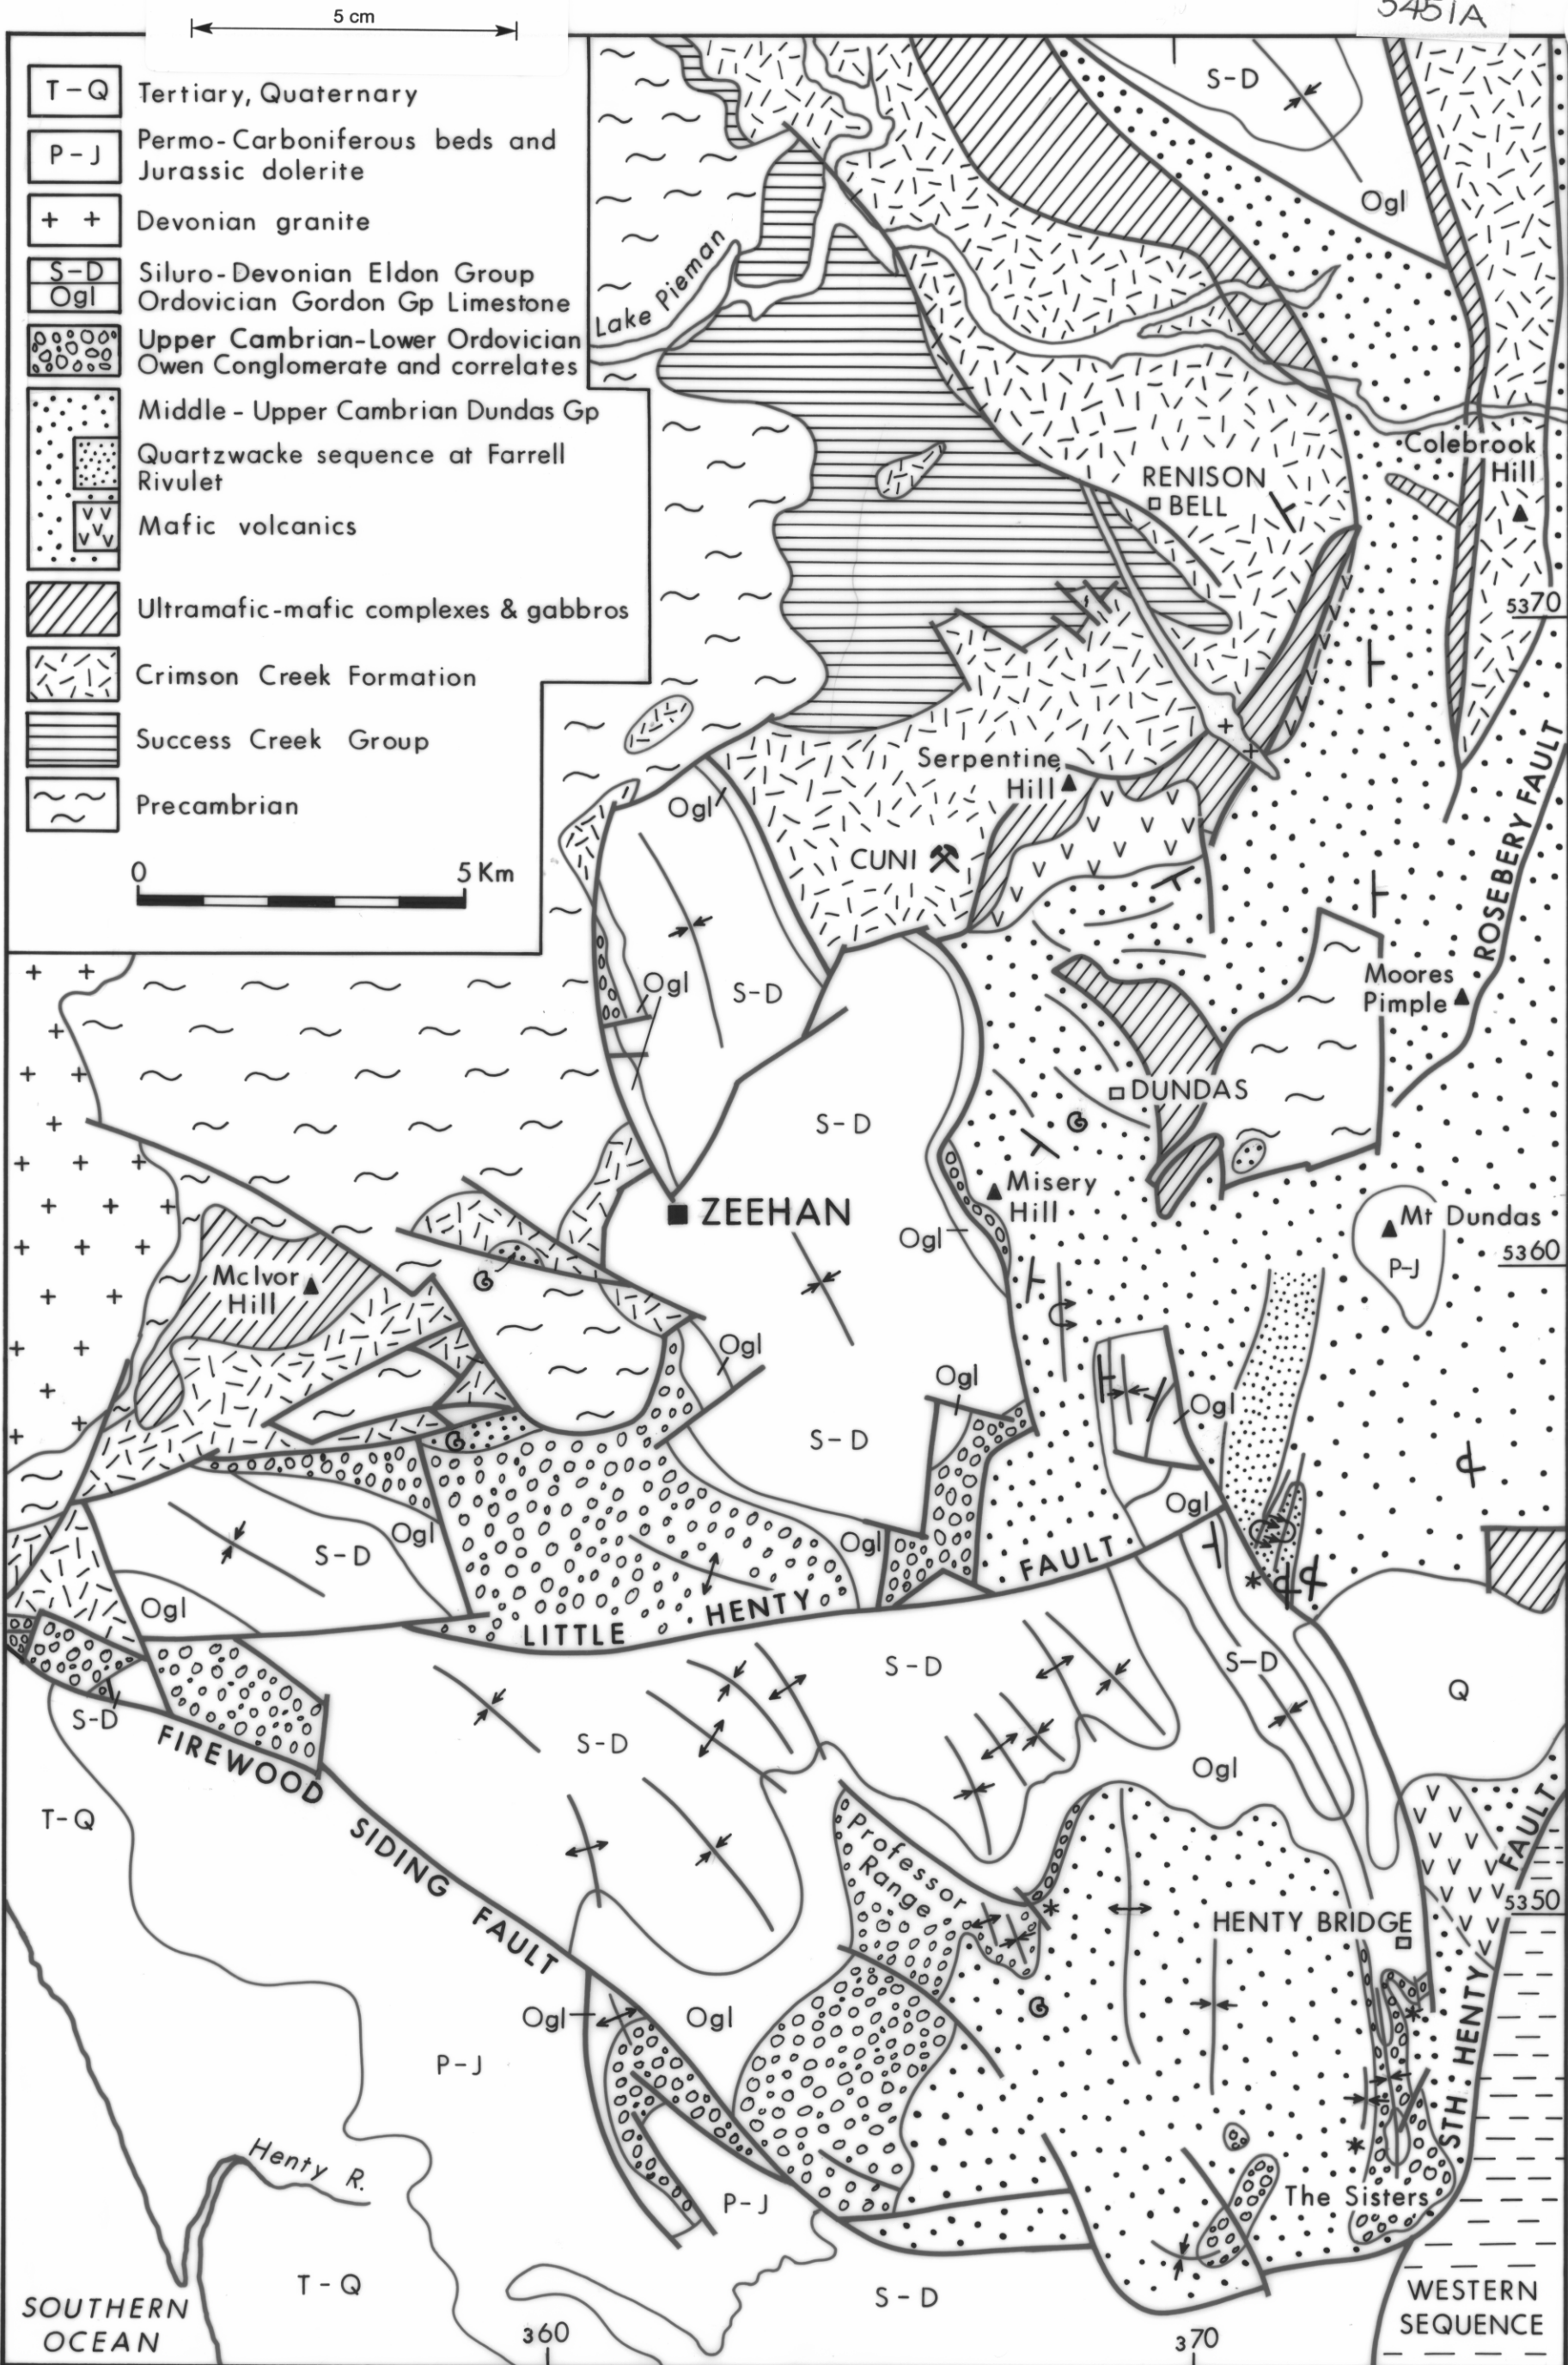 5 cm
5451A
T-Q
Tertiary, Quaternary
P-J
Permo-Carboniferous beds and
Jurassic dolerite
+ +
Devonian granite
S-D
Siluro-Devonian Eldon Group
Ogl
Ordovician Gordon Gp Limestone
Upper Cambrian-Lower Ordovician
Owen Conglomerate and correlates
Middle-Upper Cambrian Dundas Gp
Quartzwacke sequence at Farrell
Rivulet
Mafic volcanics
Ultramafic-mafic complexes & gabbros
Crimson Creek Formation
Success Creek Group
Precambrian
0
5 Km
S-D
Ogl
Lake Pieman
Colebrook
Hill
RENISON
BELL
5370
Serpentine
Hill
Ogl
CUNI
ROSEBERY FAULT
Ogl
S-D
Moores
Pimple
DUNDAS
S-D
Misery
Hill
ZEEHAN
Ogl
Mt Dundas
P-J
5360
McIvor
Hill
Ogl
Ogl
Ogl
S-D
Ogl
Ogl
Ogl
S-D
FAULT
Ogl
LITTLE HENTY
S-D
S-D
Q
S-D
S-D
FIREWOOD SIDING FAULT
Ogl
T-Q
Professor
Range
FAULT
5350
HENTY BRIDGE
STH. HENTY
Ogl
Ogl
P-J
Henty R.
P-J
The Sisters
T-Q
S-D
WESTERN
SEQUENCE
SOUTHERN
OCEAN
360
370